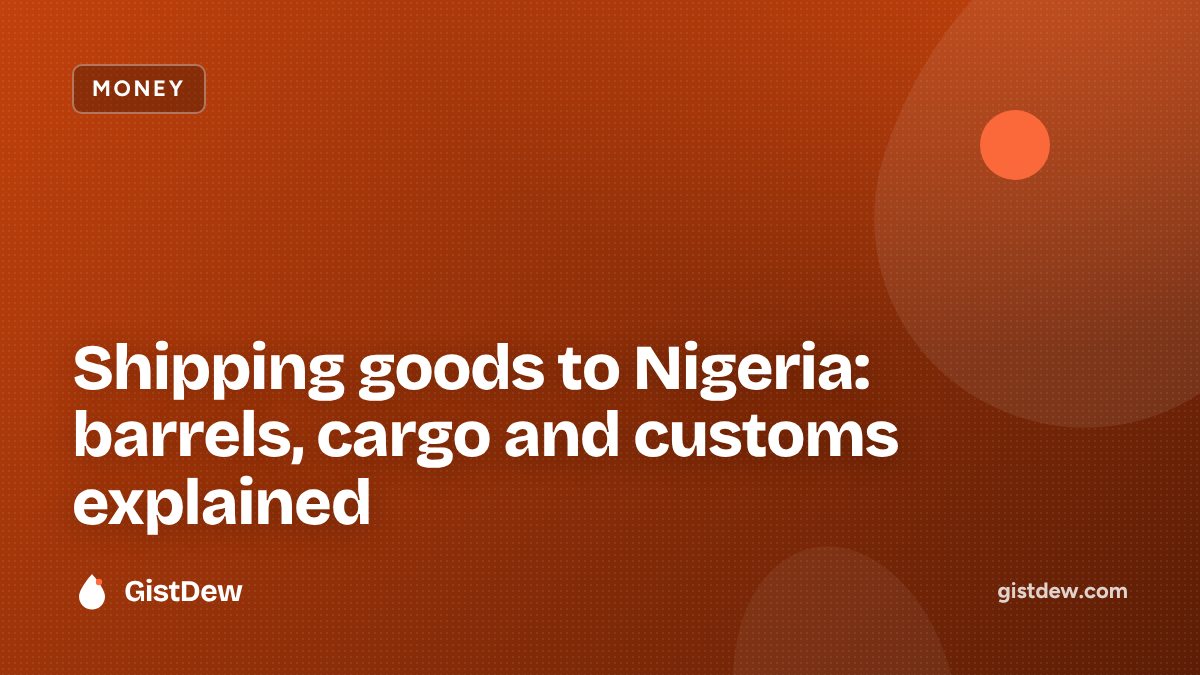 MONEY
Shipping goods to Nigeria:
barrels, cargo and customs
explained
GistDew
gistdew.com